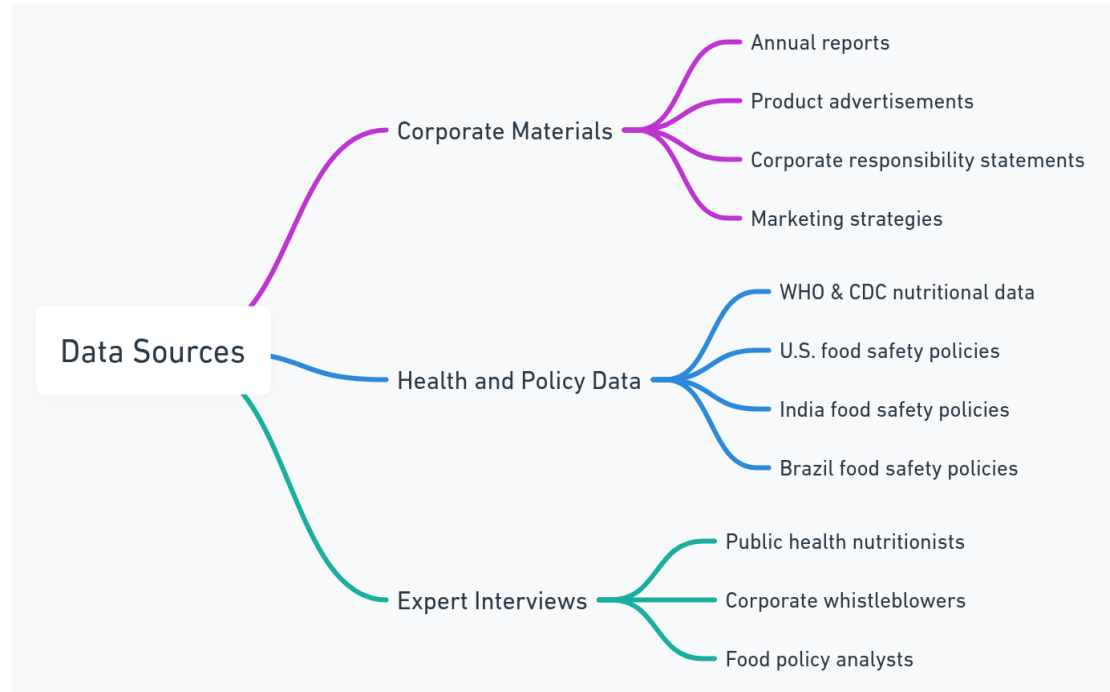 Data Sources
Corporate Materials
Annual reports
Product advertisements
Corporate responsibility statements
Marketing strategies
Health and Policy Data
WHO & CDC nutritional data
U.S. food safety policies
India food safety policies
Brazil food safety policies
Expert Interviews
Public health nutritionists
Corporate whistleblowers
Food policy analysts